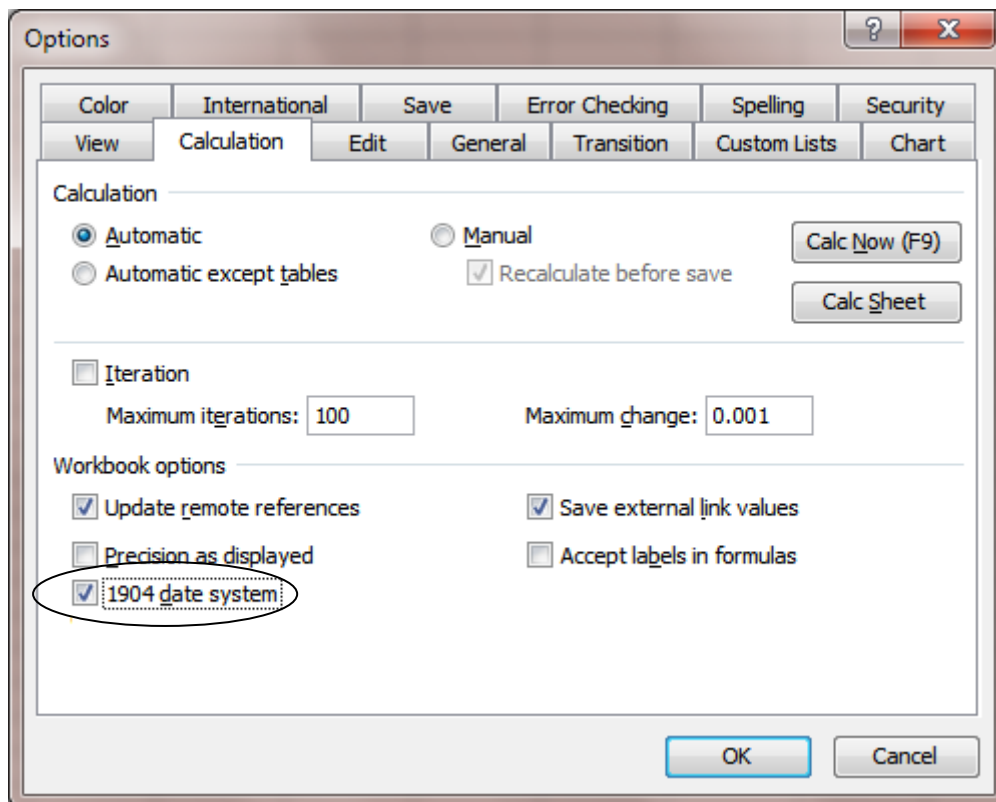 Options
?
X
Color International Save Error Checking Spelling Security
View Calculation Edit General Transition Custom Lists Chart
Calculation
Automatic Manual Calc Now (F9)
Automatic except tables Recalculate before save
Calc Sheet
Iteration
Maximum iterations: 100 Maximum change: 0.001
Workbook options
Update remote references Save external link values
Precision as displayed Accept labels in formulas
1904 date system
OK Cancel